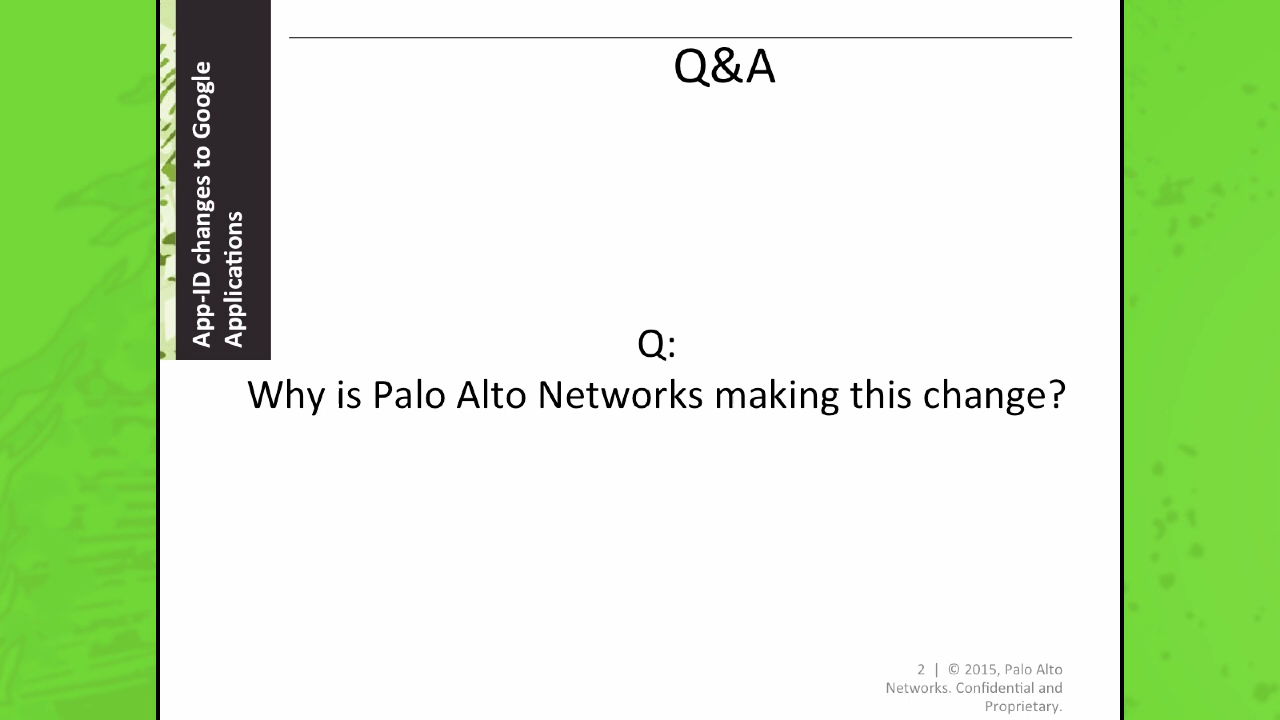 App-ID changes to Google
Applications
Q&A
Q:
Why is Palo Alto Networks making this change?
2 | © 2015, Palo Alto
Networks. Confidential and
Proprietary.